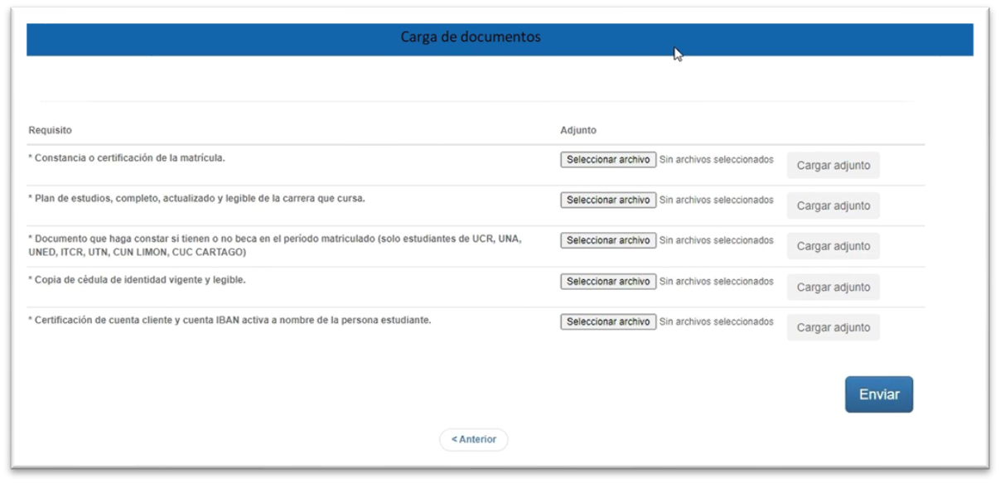 Carga de documentos
Requisito Adjunto
* Constancia o certificación de la matrícula. Seleccionar archivo Sin archivos seleccionados Cargar adjunto
* Plan de estudios, completo, actualizado y legible de la carrera que cursa. Seleccionar archivo Sin archivos seleccionados Cargar adjunto
* Documento que haga constar si tienen o no beca en el período matriculado (solo estudiantes de UCR, UNA, Seleccionar archivo Sin archivos seleccionados Cargar adjunto
UNED, ITCR, UTN, CUN LIMON, CUC CARTAGO)
* Copia de cédula de identidad vigente y legible. Seleccionar archivo Sin archivos seleccionados Cargar adjunto
* Certificación de cuenta cliente y cuenta IBAN activa a nombre de la persona estudiante. Seleccionar archivo Sin archivos seleccionados Cargar adjunto
Enviar
< Anterior